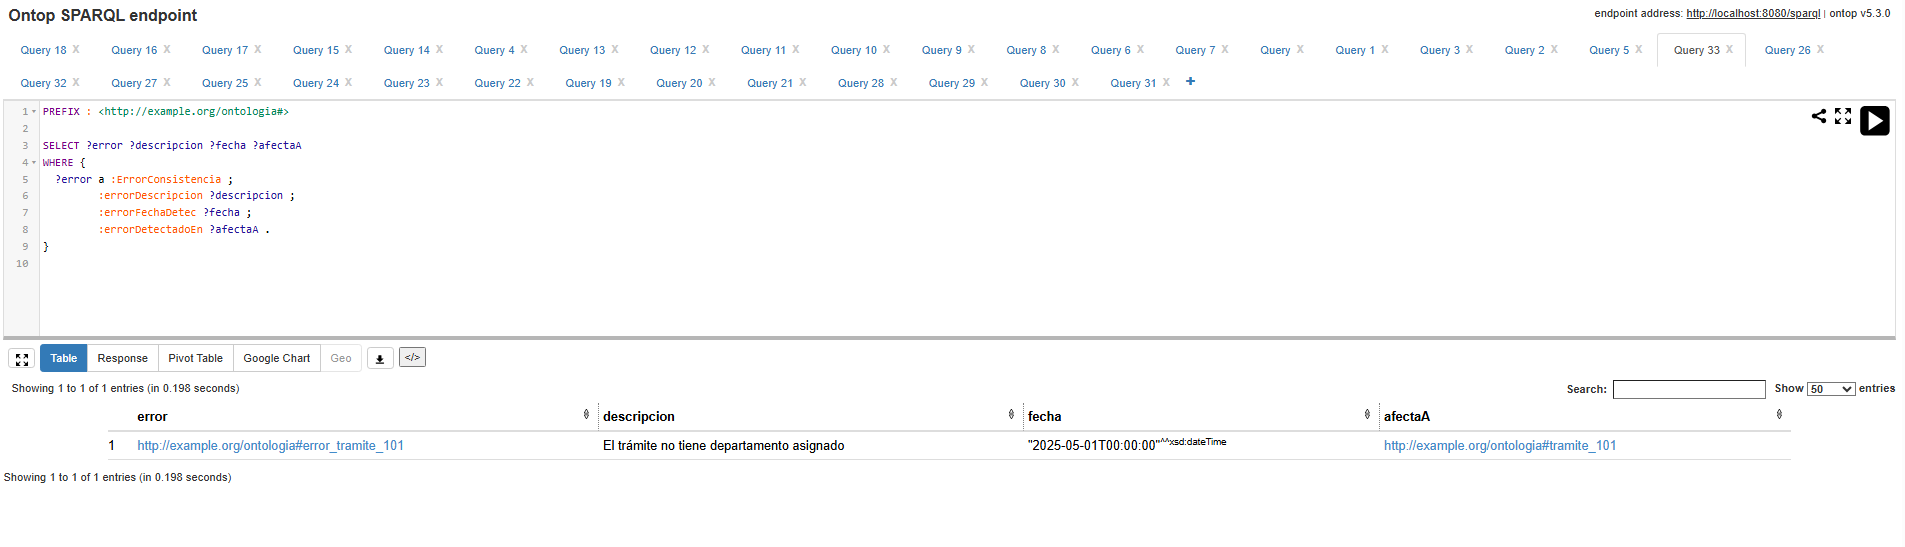 Ontop SPARQL endpoint
endpoint address: http://localhost:8080/sparql | ontop v5.3.0
Query 18 X Query 16 X Query 17 X Query 15 X Query 14 X Query 4 X Query 13 X Query 12 X Query 11 X Query 10 X Query 9 X Query 8 X Query 6 X Query 7 X Query X Query 1 X Query 3 X Query 2 X Query 5 X Query 33 X Query 26 X
Query 32 X Query 27 X Query 25 X Query 24 X Query 23 X Query 22 X Query 19 X Query 20 X Query 21 X Query 28 X Query 29 X Query 30 X Query 31 X +
1 PREFIX : <http://example.org/ontologia#>
2
3 SELECT ?error ?descripcion ?fecha ?afectaA
4 WHERE {
5 ?error a :ErrorConsistencia ;
6 :errorDescripcion ?descripcion ;
7 :errorFechaDetec ?fecha ;
8 :errorDetectadoEn ?afectaA .
9 }
10
Table Response Pivot Table Google Chart Geo </>
Showing 1 to 1 of 1 entries (in 0.198 seconds)
Search: Show 50 entries
error descripcion fecha afectaA
1 http://example.org/ontologia#error_tramite_101 El trámite no tiene departamento asignado "2025-05-01T00:00:00"^^xsd:dateTime http://example.org/ontologia#tramite_101
Showing 1 to 1 of 1 entries (in 0.198 seconds)